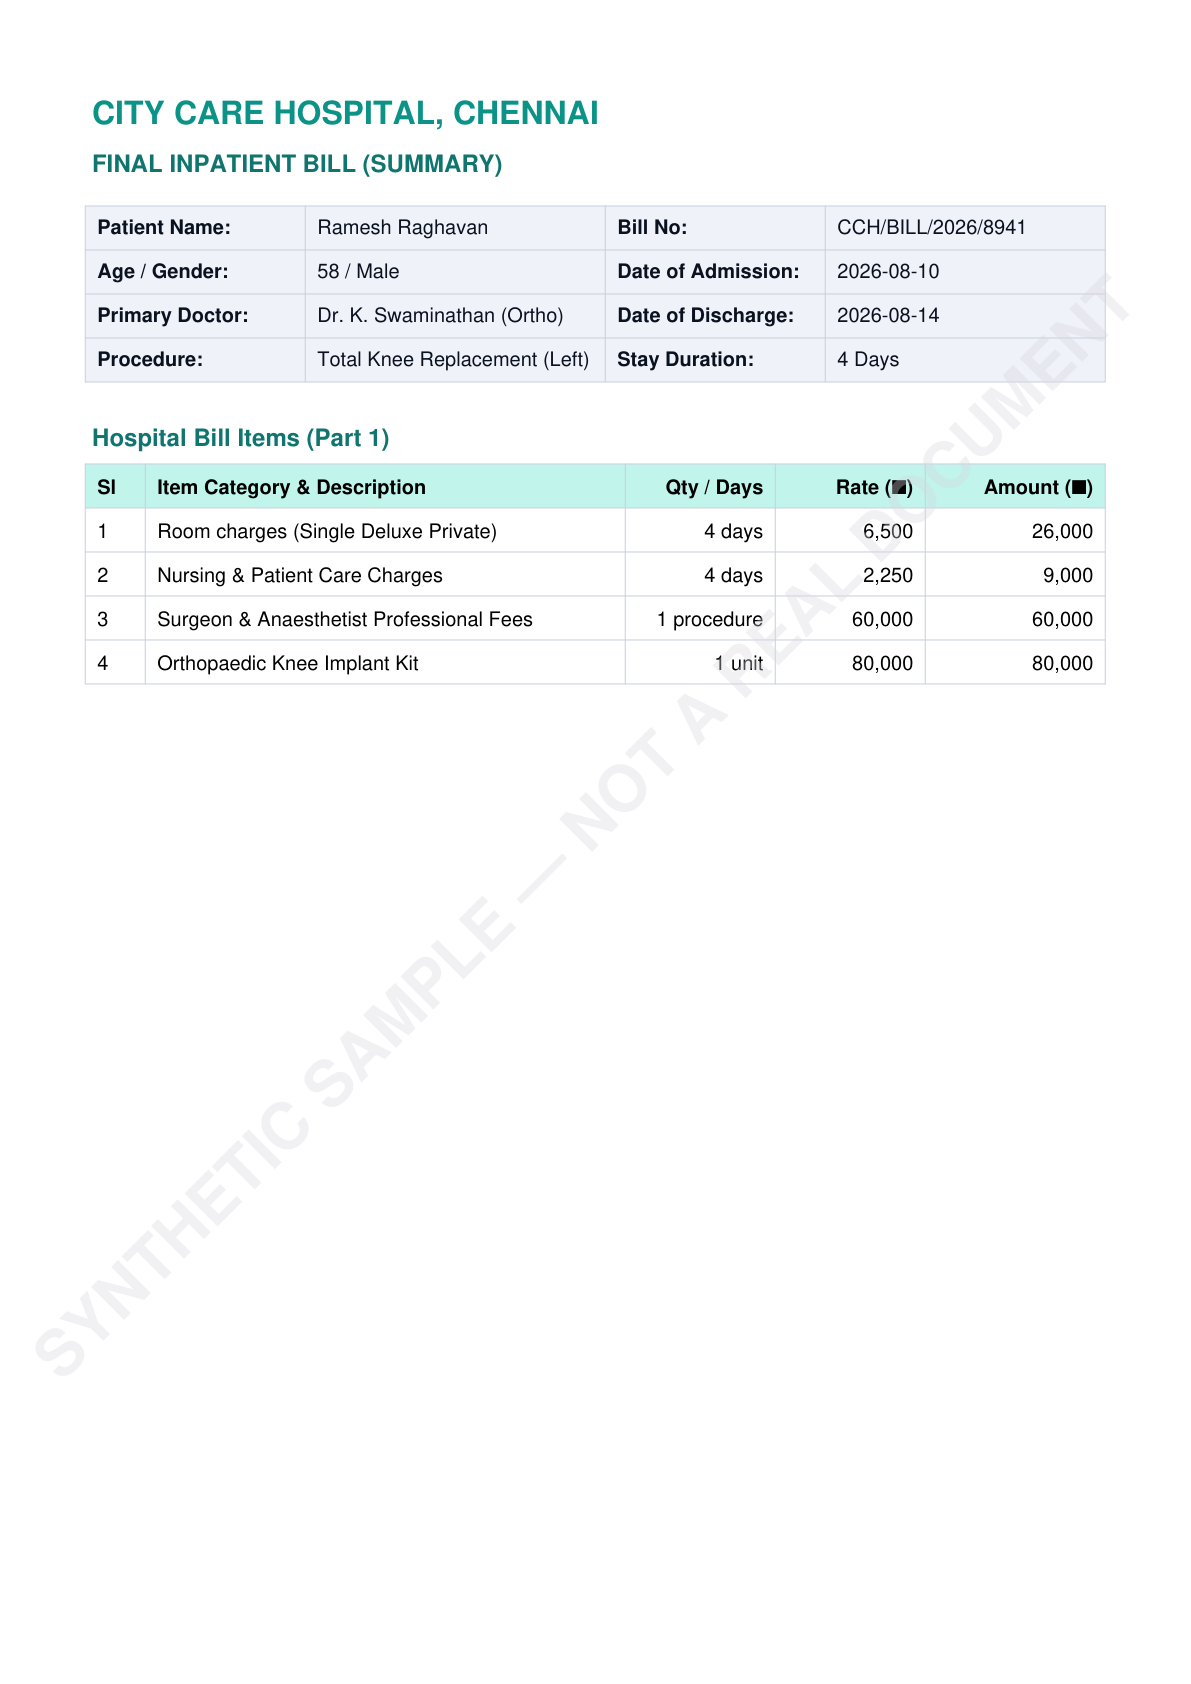 CITY CARE HOSPITAL, CHENNAI
FINAL INPATIENT BILL (SUMMARY)
Patient Name: Ramesh Raghavan Bill No: CCH/BILL/2026/8941
Age / Gender: 58 / Male Date of Admission: 2026-08-10
Primary Doctor: Dr. K. Swaminathan (Ortho) Date of Discharge: 2026-08-14
Procedure: Total Knee Replacement (Left) Stay Duration: 4 Days
Hospital Bill Items (Part 1)
Sl Item Category & Description Qty / Days Rate (■) Amount (■)
1 Room charges (Single Deluxe Private) 4 days 6,500 26,000
2 Nursing & Patient Care Charges 4 days 2,250 9,000
3 Surgeon & Anaesthetist Professional Fees 1 procedure 60,000 60,000
4 Orthopaedic Knee Implant Kit 1 unit 80,000 80,000
SYNTHETIC SAMPLE — NOT A REAL DOCUMENT